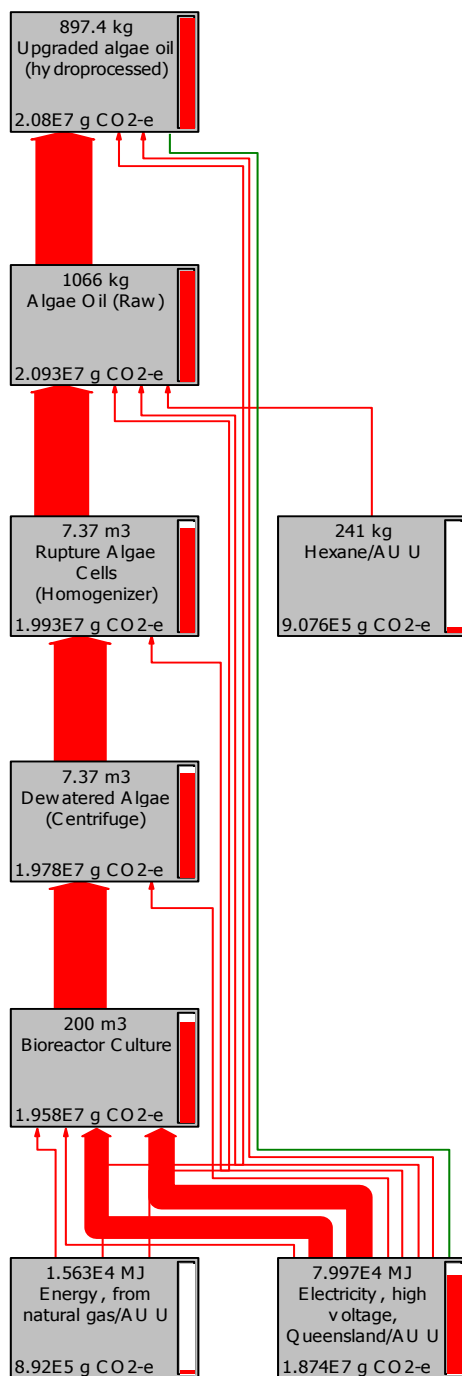 897.4 kg
Upgraded algae oil
(hydroprocessed)
2.08E7 g CO2-e
1066 kg
Algae Oil (Raw)
2.093E7 g CO2-e
7.37 m3
Rupture Algae
Cells
(Homogenizer)
1.993E7 g CO2-e
241 kg
Hexane/AU U
9.076E5 g CO2-e
7.37 m3
Dewatered Algae
(Centrifuge)
1.978E7 g CO2-e
200 m3
Bioreactor Culture
1.958E7 g CO2-e
1.563E4 MJ
Energy, from
natural gas/AU U
8.92E5 g CO2-e
7.997E4 MJ
Electricity, high
voltage,
Queensland/AU U
1.874E7 g CO2-e